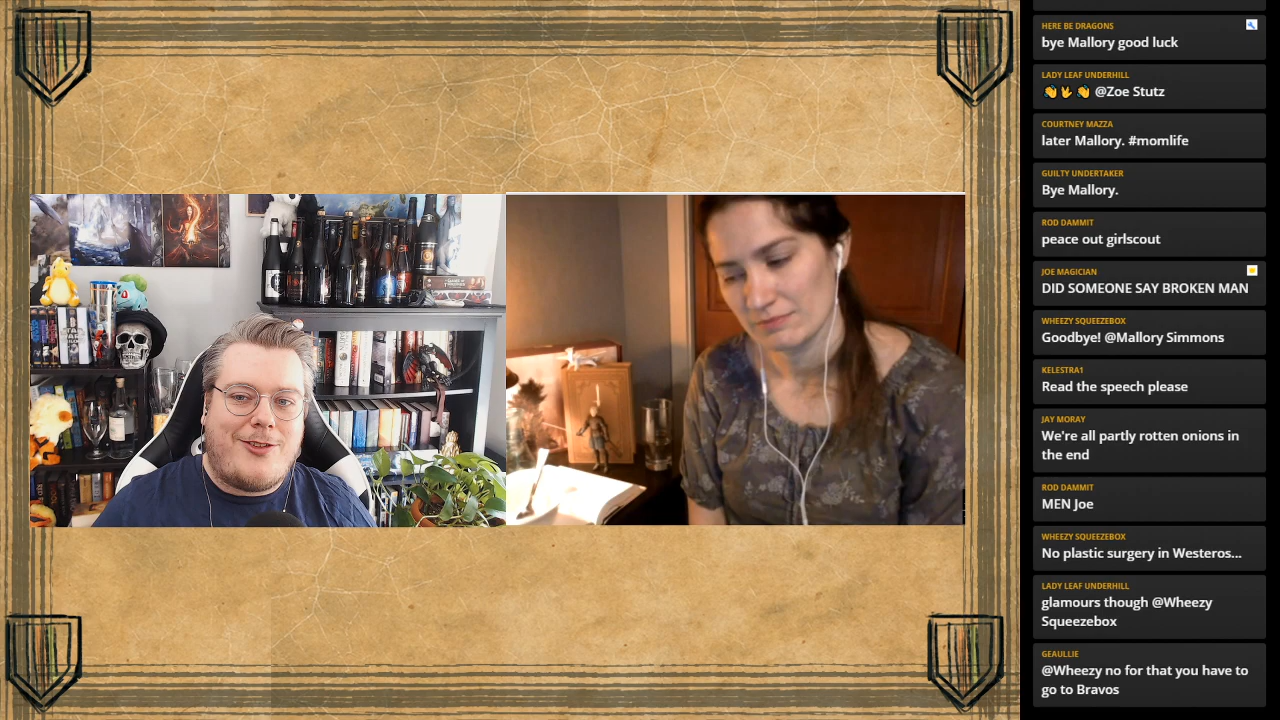 HERE BE DRAGONS
bye Mallory good luck
LADY LEAF UNDERHILL
@Zoe Stutz
COURTNEY MAZZA
later Mallory. #momlife
GUILTY UNDERTAKER
Bye Mallory.
ROD DAMMIT
peace out girlscout
JOE MAGICIAN
DID SOMEONE SAY BROKEN MAN
WHEEZY SQUEEZEBOX
Goodbye! @Mallory Simmons
KELESTRA1
Read the speech please
JAY MORAY
We're all partly rotten onions in
the end
ROD DAMMIT
MEN Joe
WHEEZY SQUEEZEBOX
No plastic surgery in Westeros...
LADY LEAF UNDERHILL
glamours though @Wheezy
Squeezebox
GEAULLIE
@Wheezy no for that you have to
go to Bravos